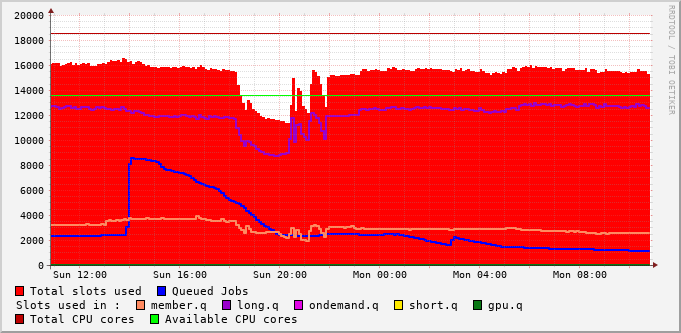 20000
18000
16000
14000
12000
10000
8000
6000
4000
2000
0
Sun 12:00 Sun 16:00 Sun 20:00 Mon 00:00 Mon 04:00 Mon 08:00
Total slots used Queued Jobs
Slots used in : member.q long.q ondemand.q short.q gpu.q
Total CPU cores Available CPU cores
RRDTOOL / TOBI OETIKER